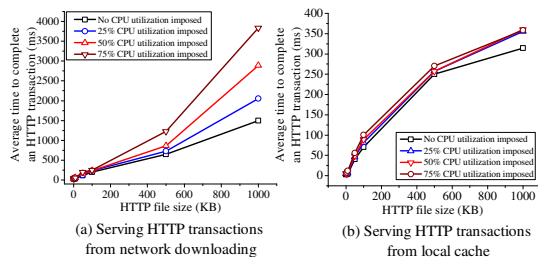 Average time to complete
an HTTP transaction (ms)
4000
3500
3000
2500
2000
1500
1000
500
0
No CPU utilization imposed
25% CPU utilization imposed
50% CPU utilization imposed
75% CPU utilization imposed
0 200 400 600 800 1000
HTTP file size (KB)
(a) Serving HTTP transactions
from network downloading
Average time to complete
an HTTP transaction (ms)
400
350
300
250
200
150
100
50
0
No CPU utilization imposed
25% CPU utilization imposed
50% CPU utilization imposed
75% CPU utilization imposed
0 200 400 600 800 1000
HTTP file size (KB)
(b) Serving HTTP transactions
from local cache